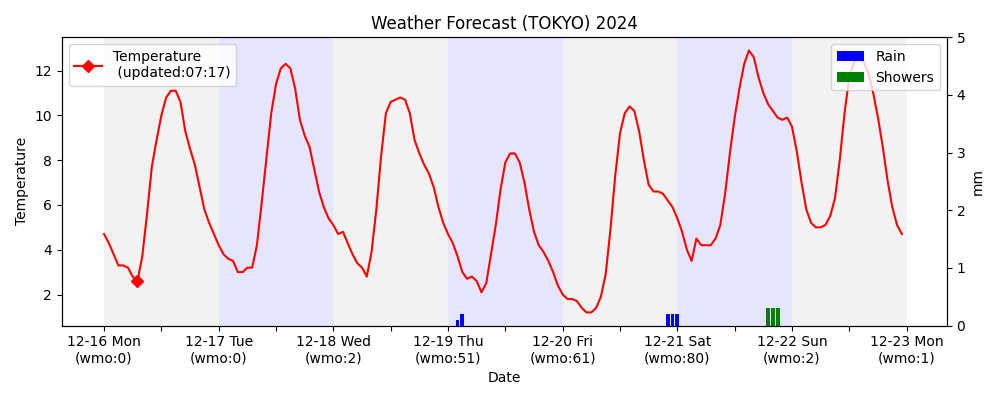 Weather Forecast (TOKYO) 2024
Temperature
(updated:07:17)
Rain
Showers
Temperature
12
10
8
6
4
2
5
4
3
2
1
0
mm
12-16 Mon
(wmo:0)
12-17 Tue
(wmo:0)
12-18 Wed
(wmo:2)
12-19 Thu
(wmo:51)
12-20 Fri
(wmo:61)
12-21 Sat
(wmo:80)
12-22 Sun
(wmo:2)
12-23 Mon
(wmo:1)
Date